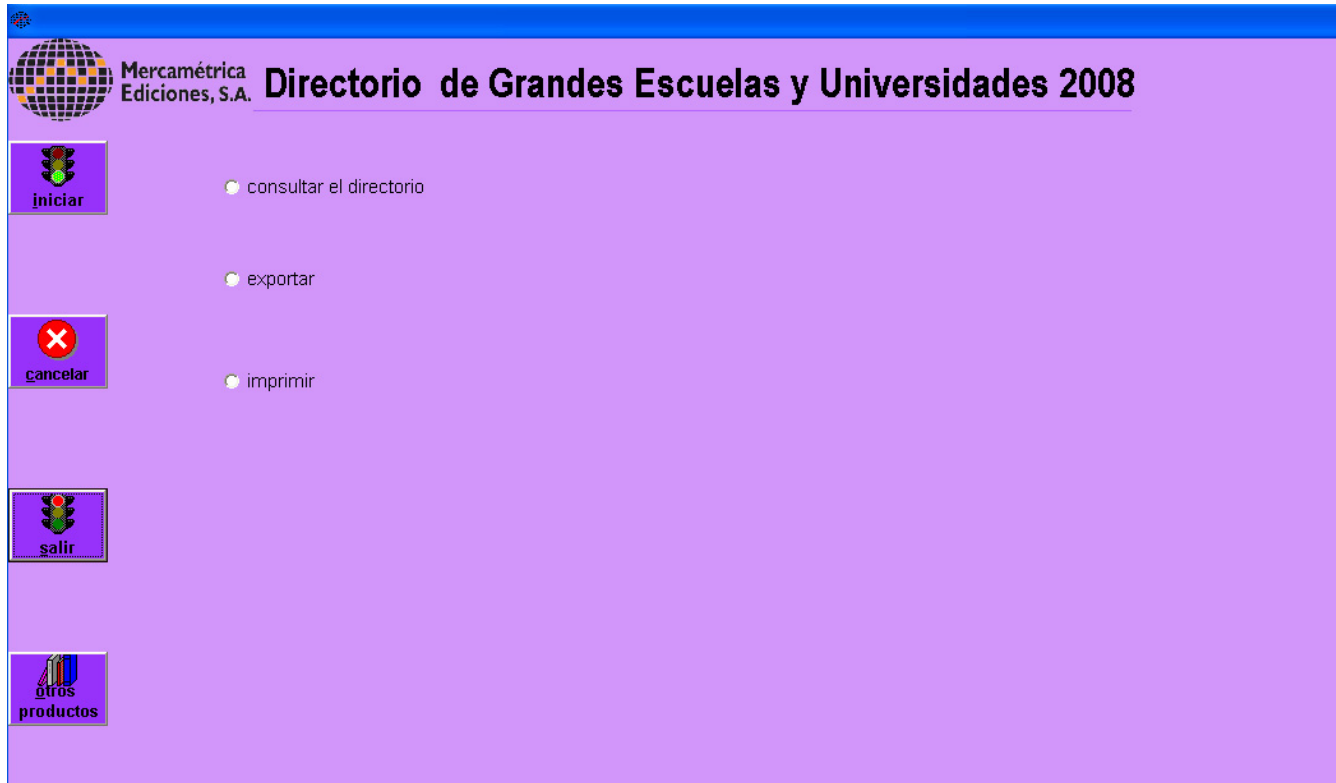 Mercamétrica
Ediciones, S.A.
Directorio de Grandes Escuelas y Universidades 2008
iniciar
consultar el directorio
exportar
cancelar
imprimir
salir
otros
productos